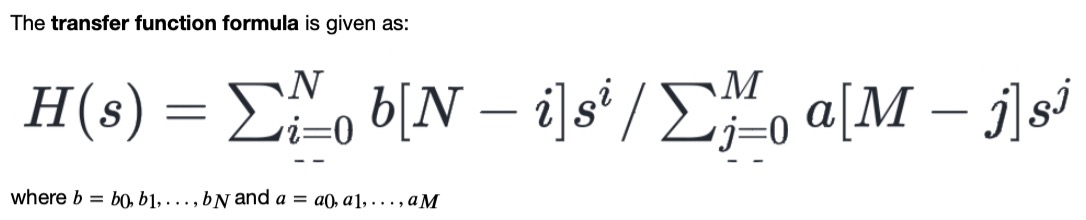 The transfer function formula is given as:
H(s) = ∑_{i=0}^{N} b[N − i]s^i / ∑_{j=0}^{M} a[M − j]s^j
where b = b0, b1, . . . , bN and a = a0, a1, . . . , aM